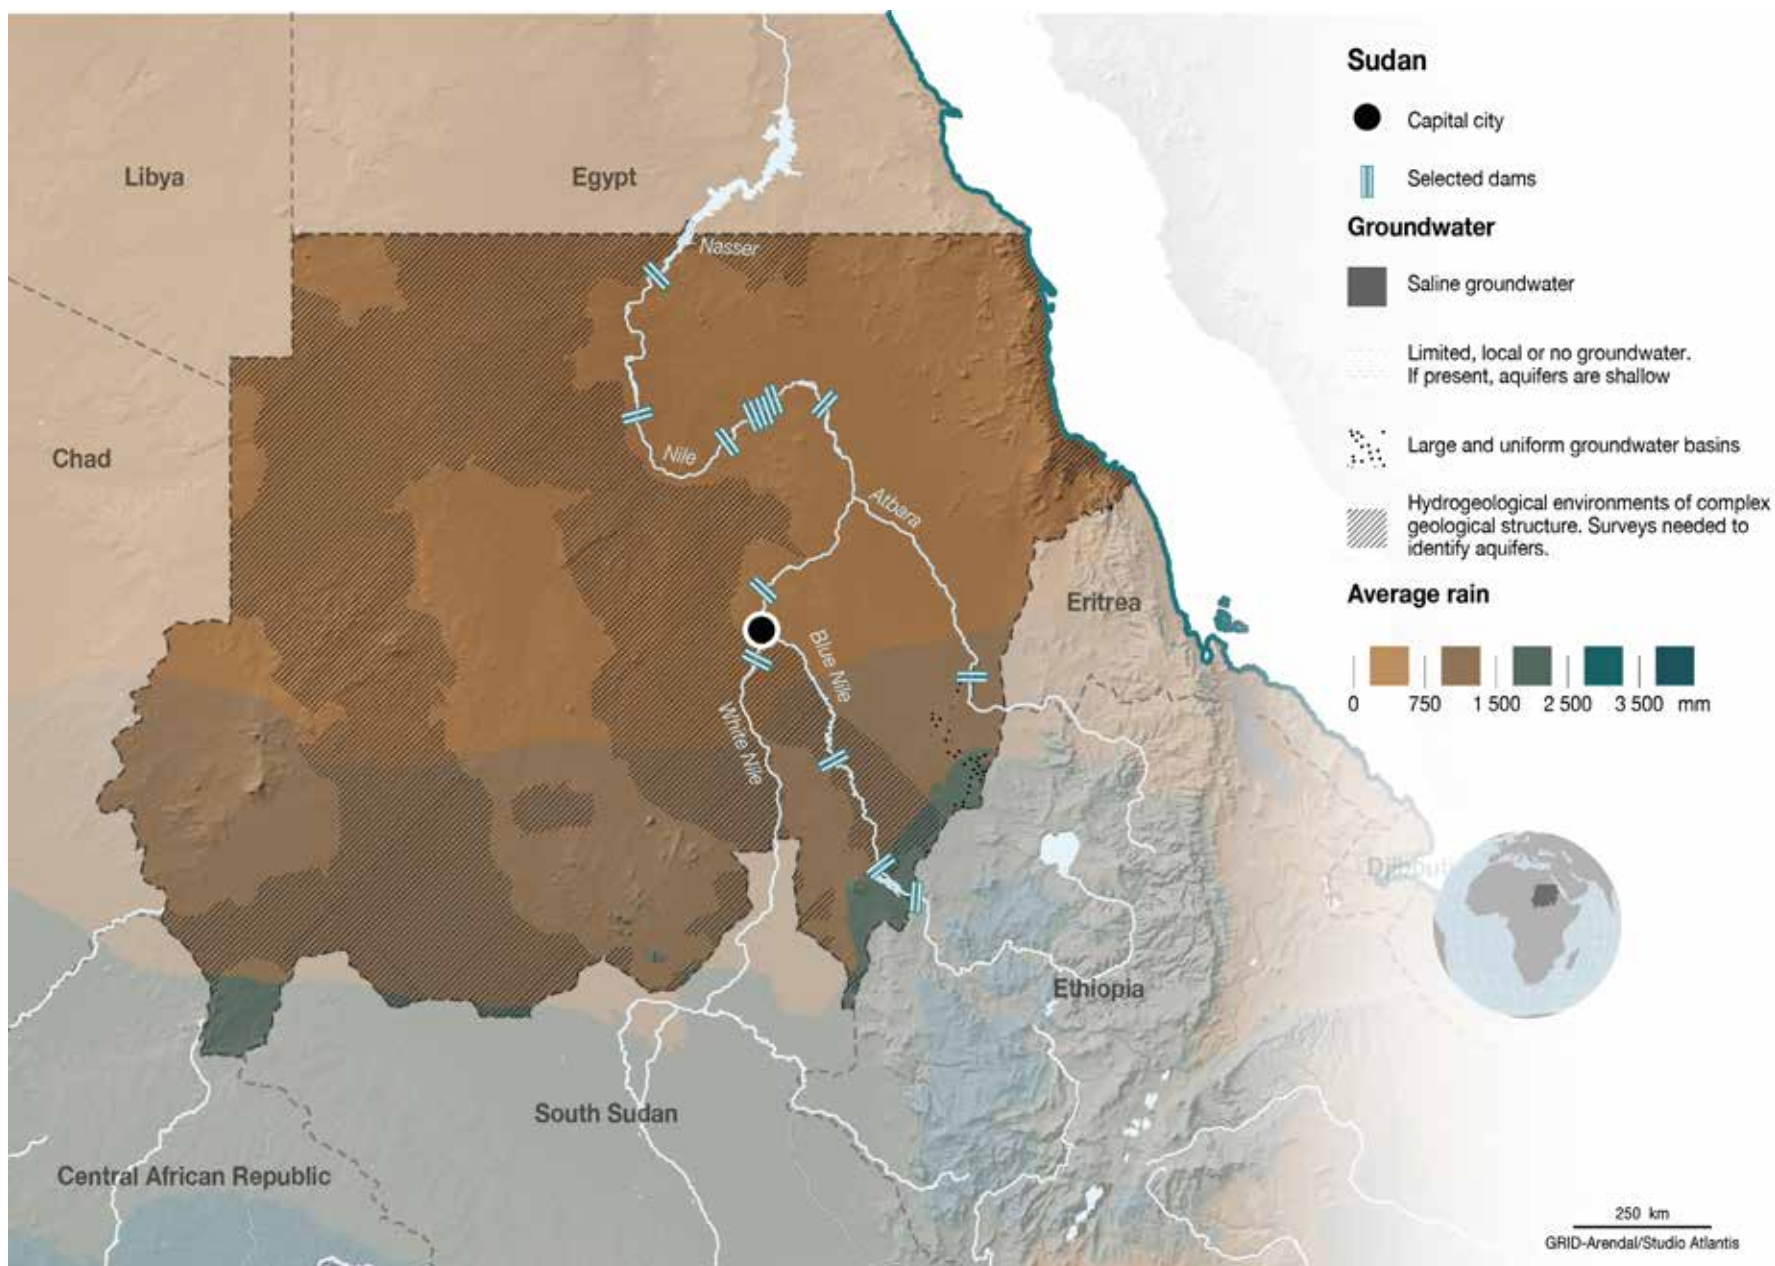 Libya
Egypt
Nasser
Chad
Nile
Atbara
Eritrea
Blue Nile
White Nile
Djibouti
Ethiopia
South Sudan
Central African Republic
Sudan
Capital city
Selected dams
Groundwater
Saline groundwater
Limited, local or no groundwater.
If present, aquifers are shallow
Large and uniform groundwater basins
Hydrogeological environments of complex
geological structure. Surveys needed to
identify aquifers.
Average rain
0 750 1 500 2 500 3 500 mm
250 km
GRID-Arendal/Studio Atlantis